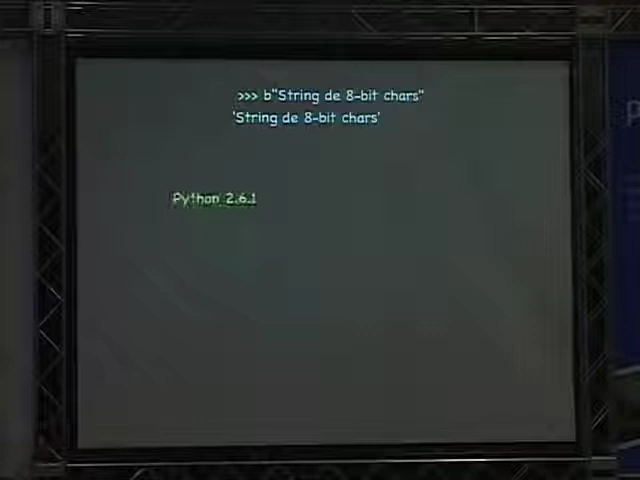 >>> b"String de 8-bit chars"
'String de 8-bit chars'
Python 2.6.1